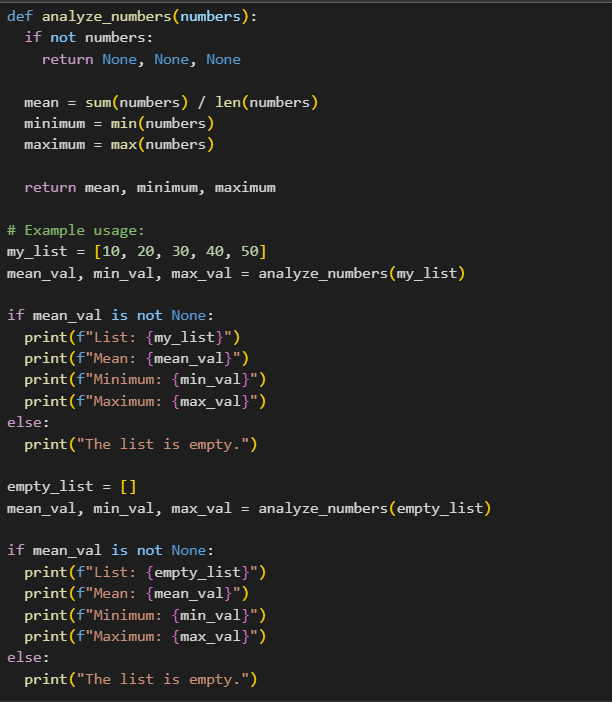 def analyze_numbers(numbers):
  if not numbers:
    return None, None, None

  mean = sum(numbers) / len(numbers)
  minimum = min(numbers)
  maximum = max(numbers)

  return mean, minimum, maximum

# Example usage:
my_list = [10, 20, 30, 40, 50]
mean_val, min_val, max_val = analyze_numbers(my_list)

if mean_val is not None:
  print(f"List: {my_list}")
  print(f"Mean: {mean_val}")
  print(f"Minimum: {min_val}")
  print(f"Maximum: {max_val}")
else:
  print("The list is empty.")

empty_list = []
mean_val, min_val, max_val = analyze_numbers(empty_list)

if mean_val is not None:
  print(f"List: {empty_list}")
  print(f"Mean: {mean_val}")
  print(f"Minimum: {min_val}")
  print(f"Maximum: {max_val}")
else:
  print("The list is empty.")